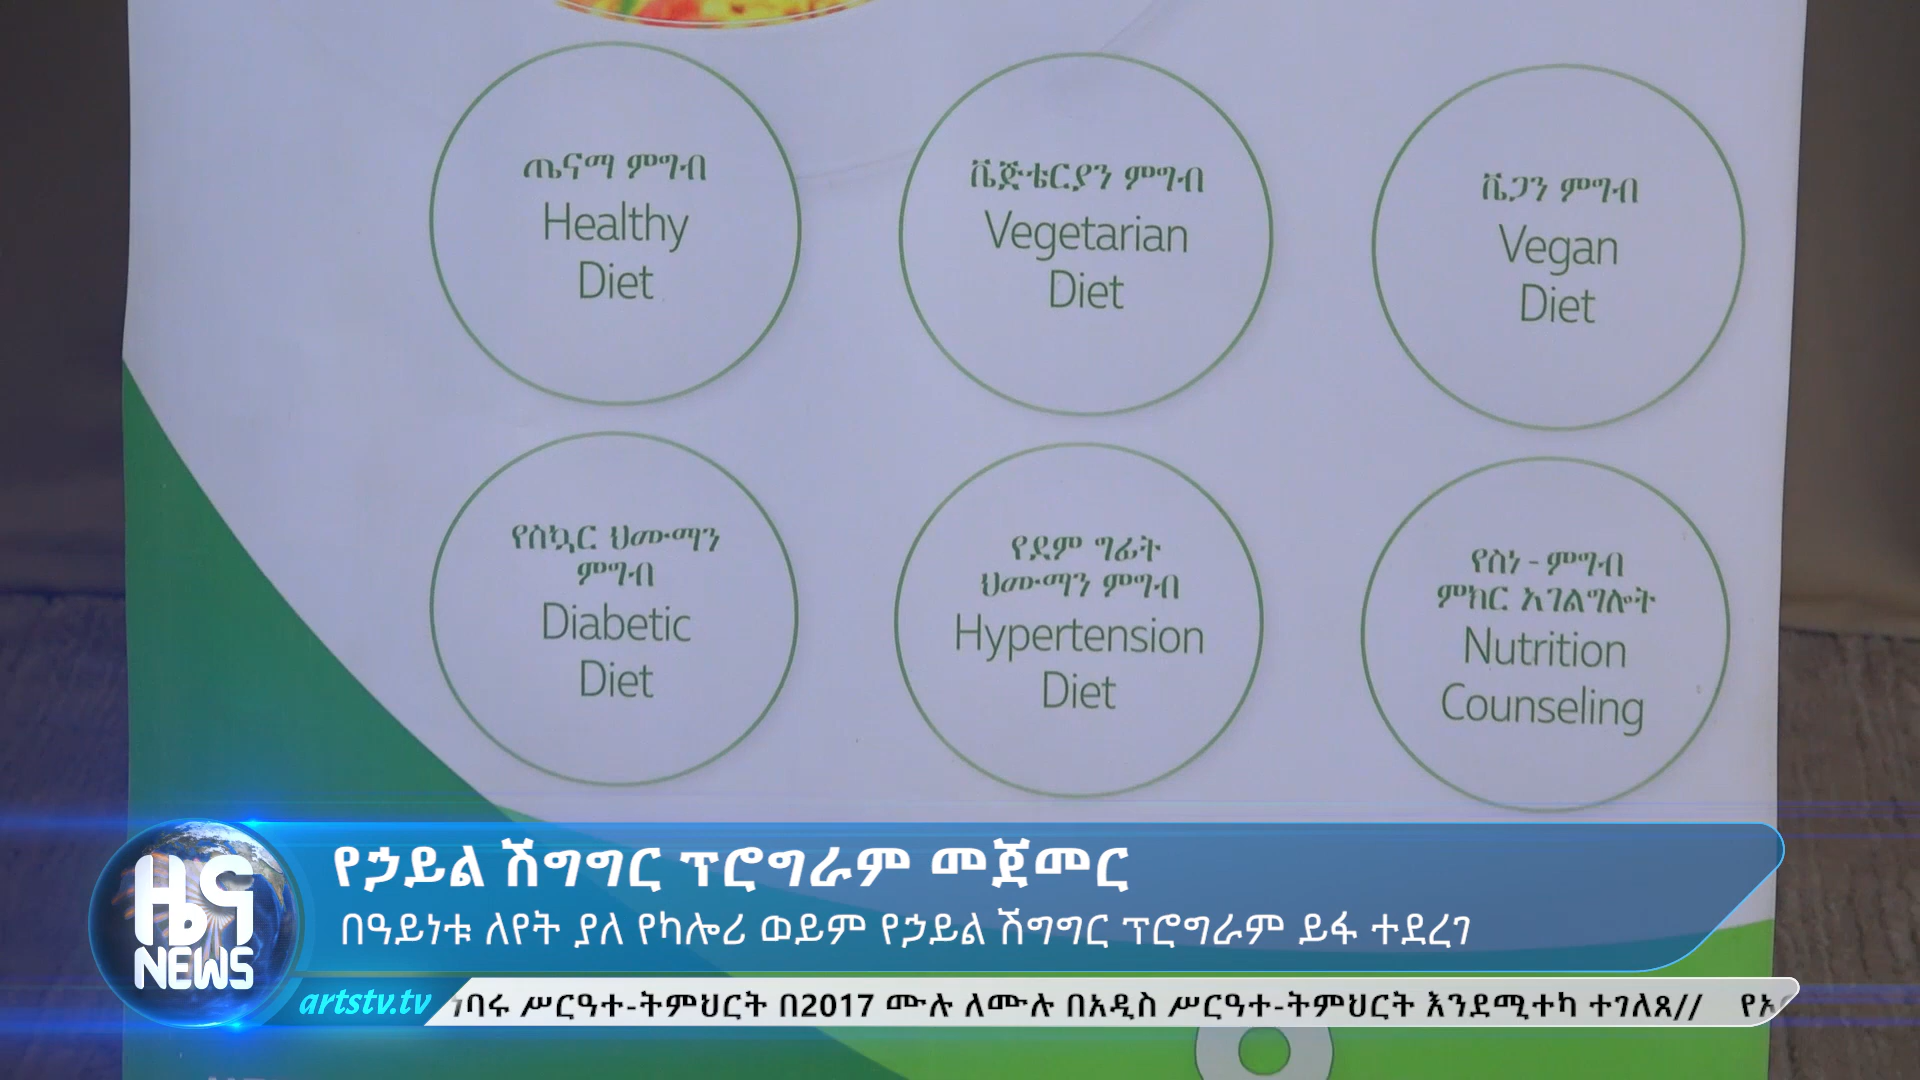 ጤናማ ምግብ
Healthy
Diet
ቬጅቴርያን ምግብ
Vegetarian
Diet
ቬጋን ምግብ
Vegan
Diet
የስኳር ህሙማን
ምግብ
Diabetic
Diet
የደም ግፊት
ህሙማን ምግብ
Hypertension
Diet
የስነ - ምግብ
ምክር አገልግሎት
Nutrition
Counseling
የኃይል ሽግግር ፕሮግራም መጀመር
በዓይነቱ ለየት ያለ የካሎሪ ወይም የኃይል ሽግግር ፕሮግራም ይፋ ተደረገ
ዜና
NEWS
artstv.tv
ነባሩ ሥርዓተ-ትምህርት በ2017 ሙሉ ለሙሉ በአዲስ ሥርዓተ-ትምህርት እንደሚተካ ተገለጸ//